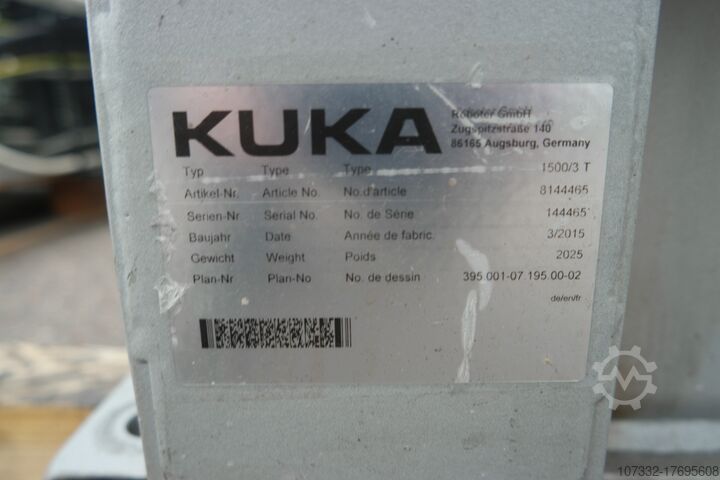 KUKA
Roboter GmbH
Zugspitzstraße 140
86165 Augsburg, Germany
Typ Type Type 1500/3 T
Artikel-Nr. Article No. No.d'article 8144465
Serien-Nr Serial No. No. de Série 144465
Baujahr Date Année de fabric. 3/2015
Gewicht Weight Poids 2025
Plan-Nr Plan-No No. de dessin 395.001-07.195.00-02
de/en/fr
107332-17695608